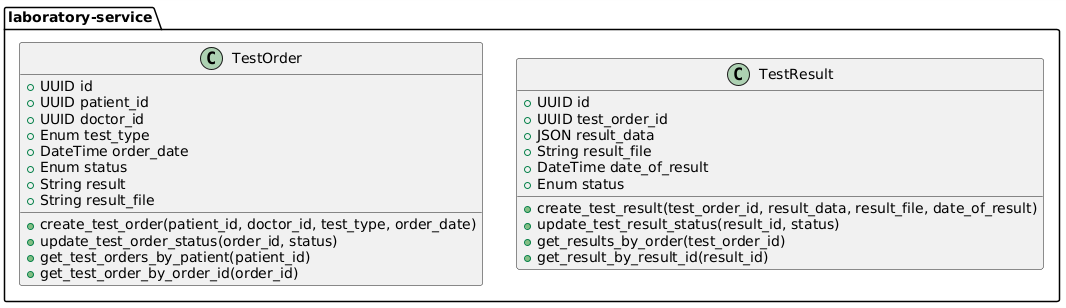 laboratory-service
C TestOrder
UUID id
UUID patient_id
UUID doctor_id
Enum test_type
DateTime order_date
Enum status
String result
String result_file
create_test_order(patient_id, doctor_id, test_type, order_date)
update_test_order_status(order_id, status)
get_test_orders_by_patient(patient_id)
get_test_order_by_order_id(order_id)
C TestResult
UUID id
UUID test_order_id
JSON result_data
String result_file
DateTime date_of_result
Enum status
create_test_result(test_order_id, result_data, result_file, date_of_result)
update_test_result_status(result_id, status)
get_results_by_order(test_order_id)
get_result_by_result_id(result_id)